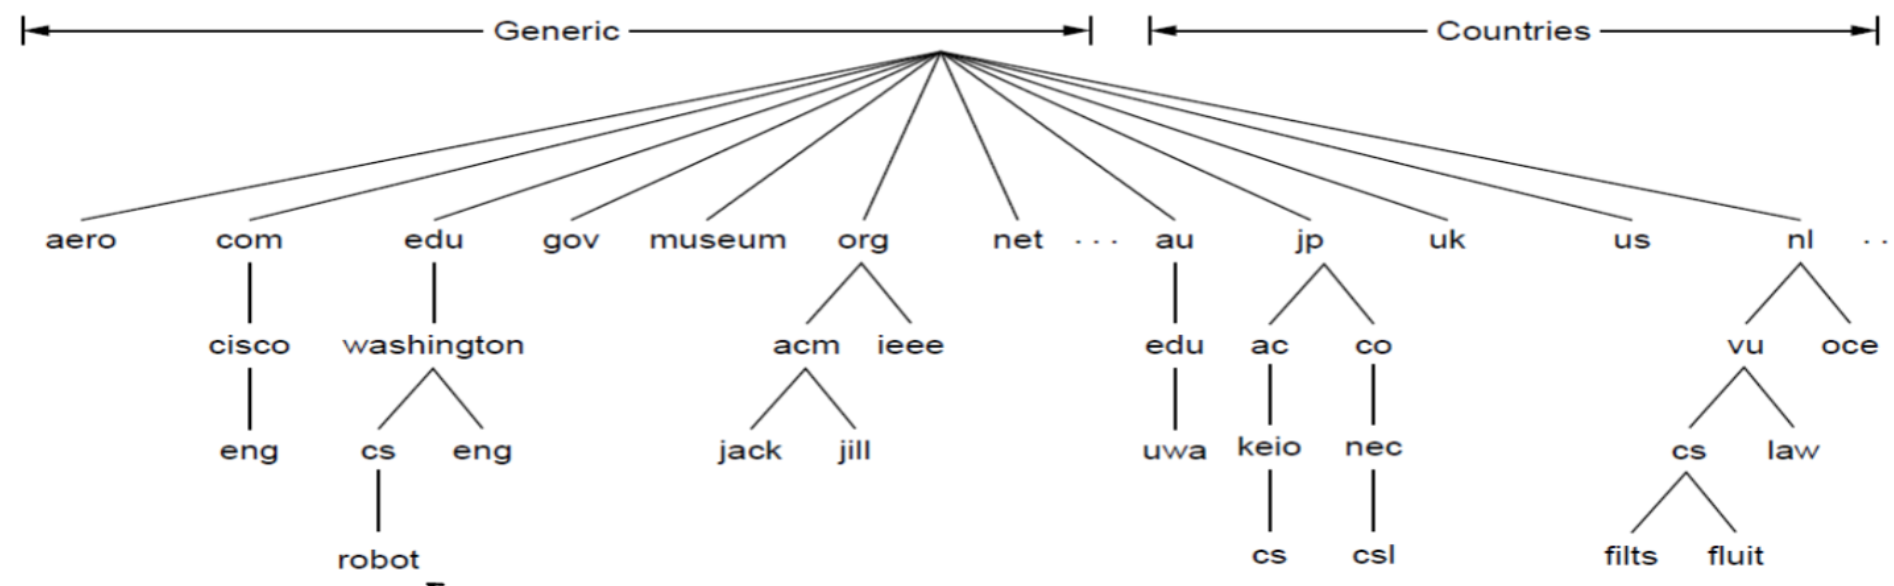 Generic Countries
aero com edu gov museum org net ... au jp uk us nl ..
cisco washington acm ieee edu ac co vu oce
eng cs eng jack jill uwa keio nec cs law
robot cs csl filts fluit